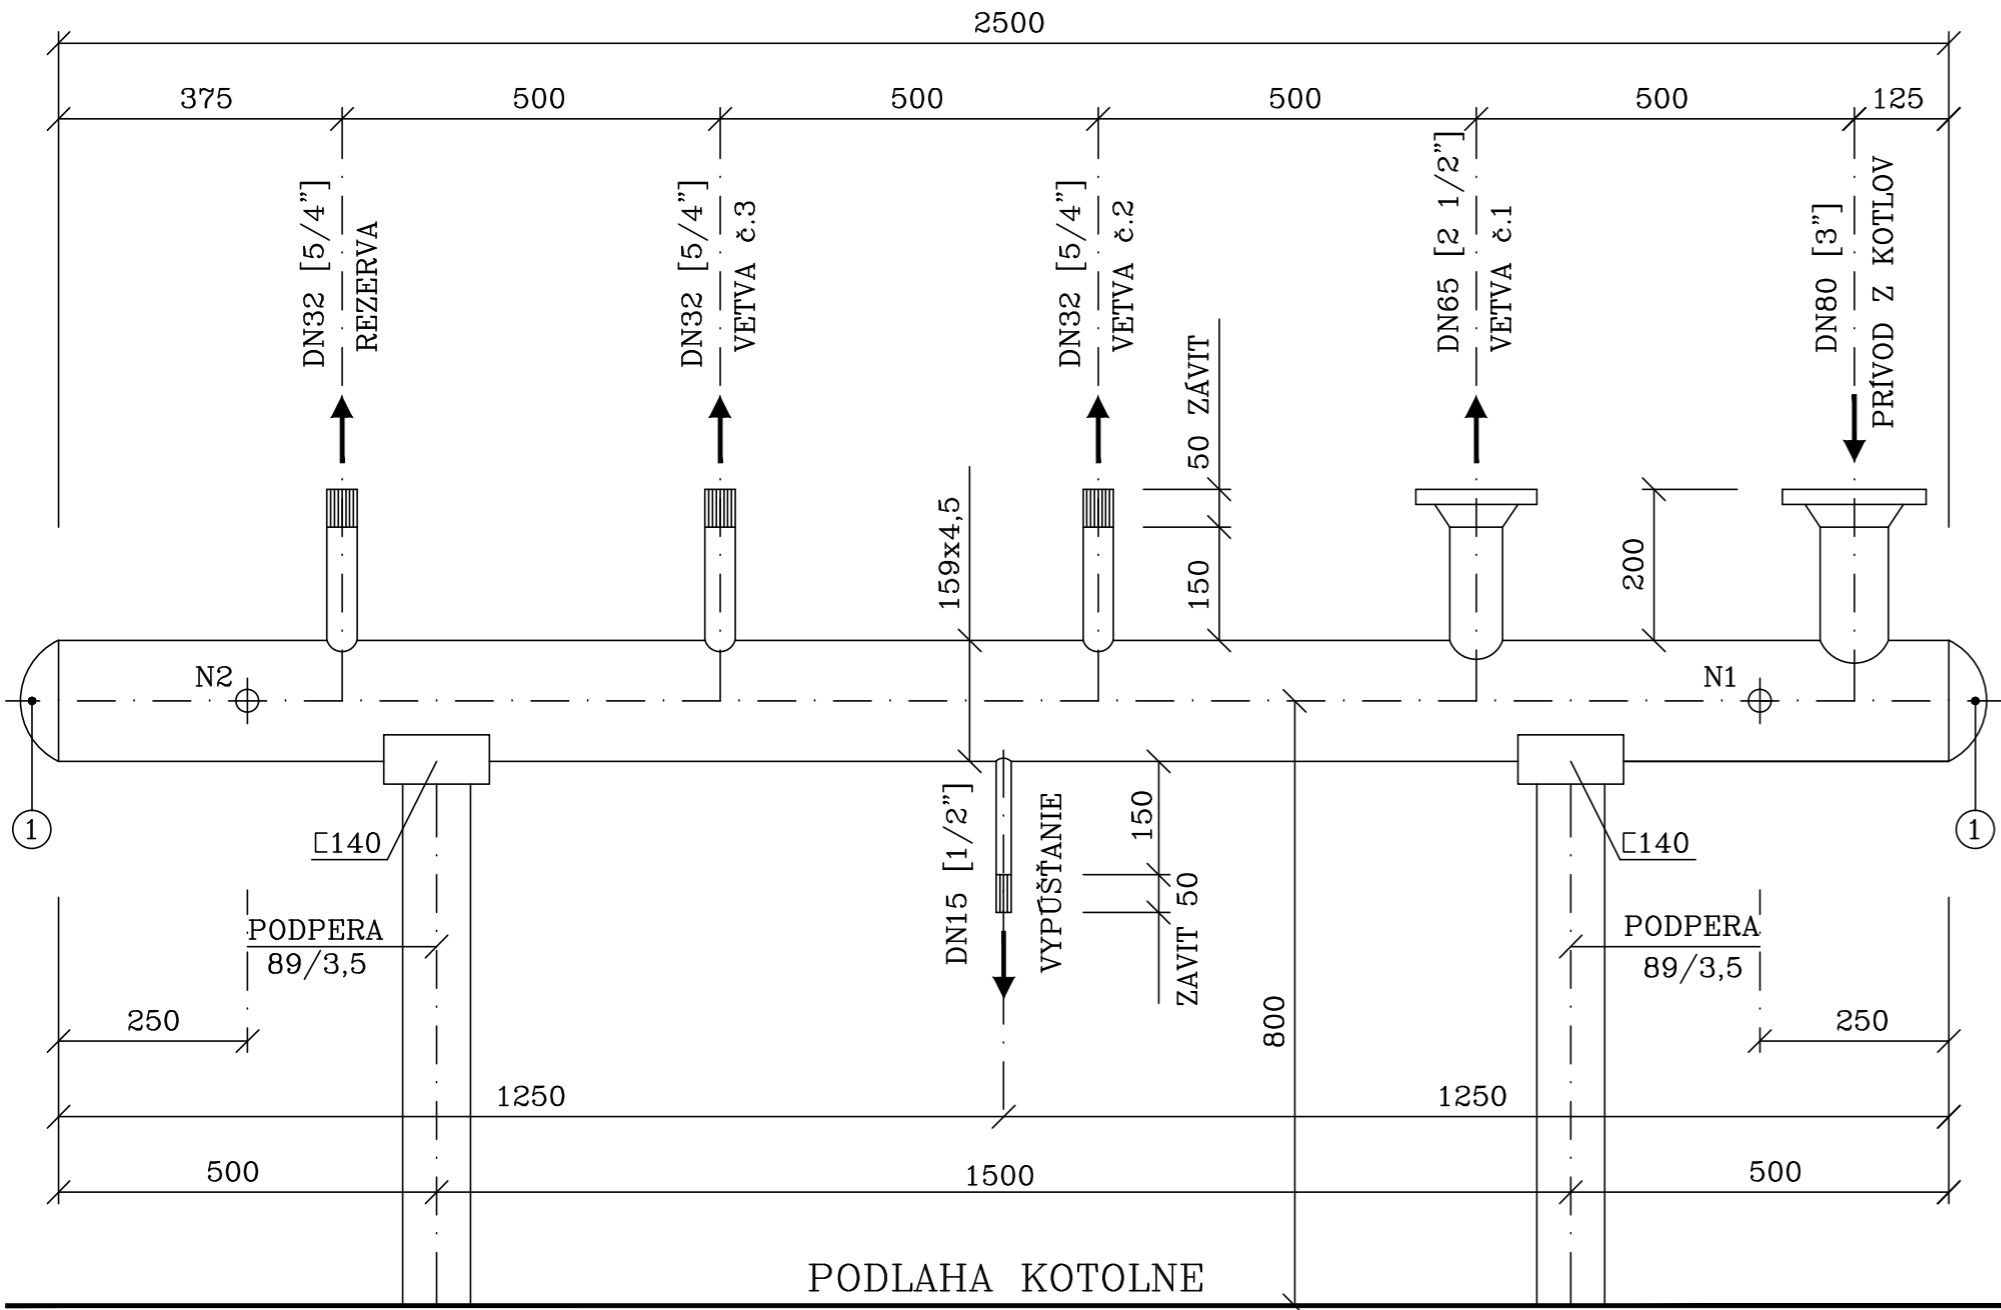 2500
375
500
500
500
500
125
DN32 [5/4"]
REZERVA
DN32 [5/4"]
VETVA č.3
DN32 [5/4"]
VETVA č.2
DN65 [2 1/2"]
VETVA č.1
DN80 [3"]
PRÍVOD Z KOTLOV
50 ZÁVIT
150
159x4,5
200
N2
N1
1
1
⊏140
⊏140
DN15 [1/2"]
VYPÚŠŤANIE
150
ZAVIT 50
PODPERA
89/3,5
PODPERA
89/3,5
800
250
250
1250
1250
500
1500
500
PODLAHA KOTOLNE